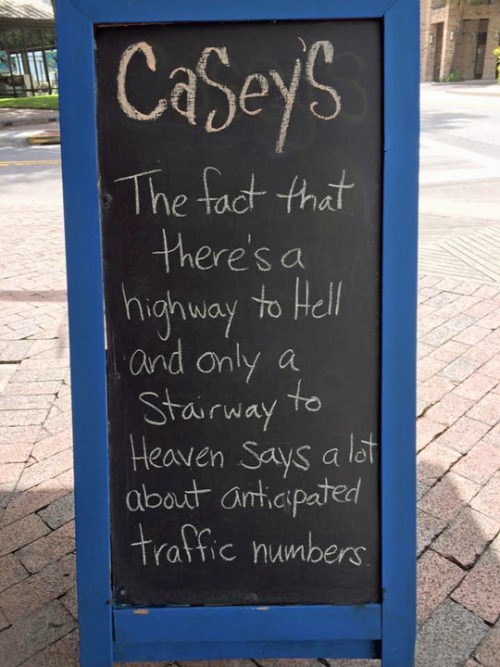 Casey's
The fact that
there's a
highway to Hell
and only a
Stairway to
Heaven says a lot
about anticipated
traffic numbers.